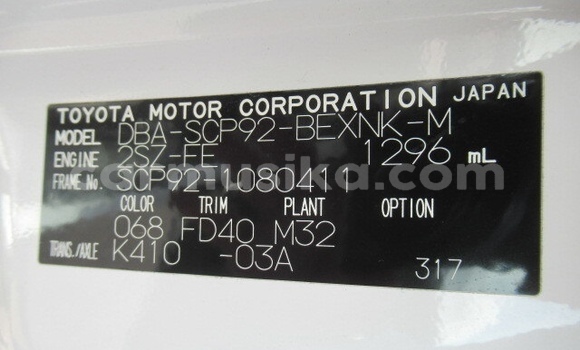 TOYOTA MOTOR CORPORATION JAPAN
MODEL DBA-SCP92-BEXNK-M
ENGINE 2SZ-FE 1296 mL
FRAME No. SCP92-1080411
COLOR TRIM PLANT OPTION
068 FD40 M32
TRANS./AXLE K410 -03A 317